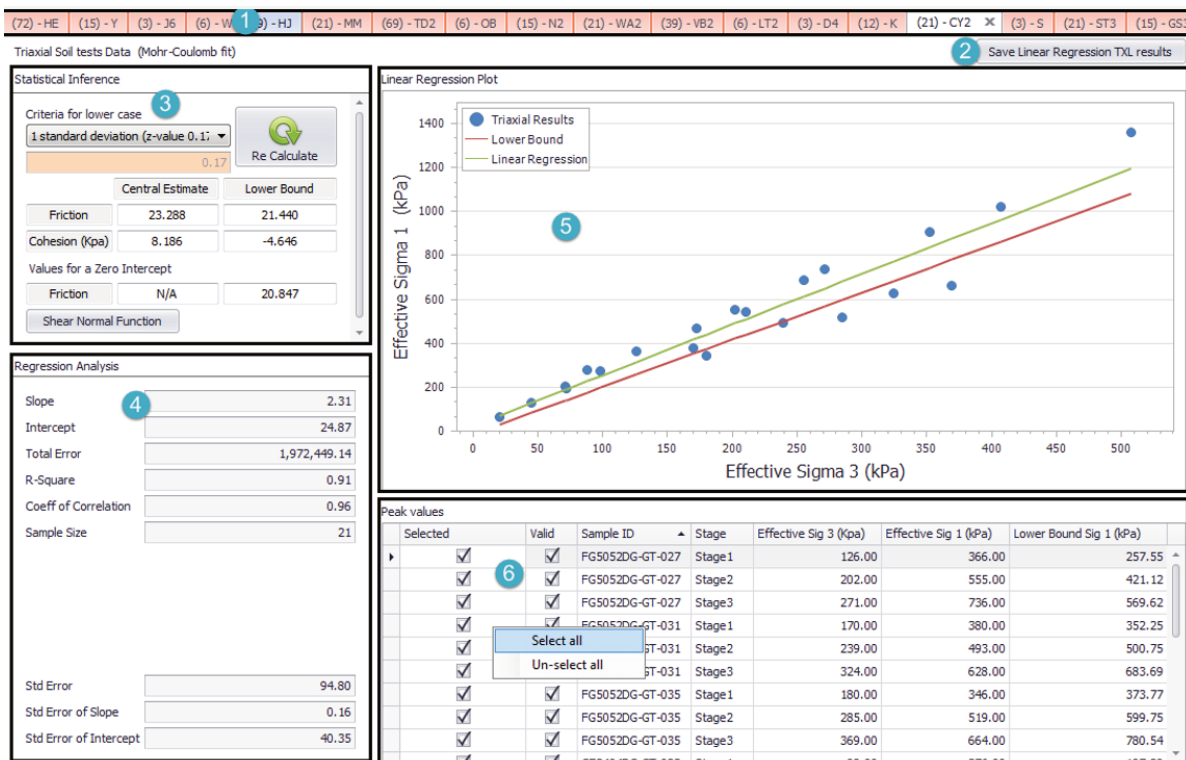 (72) - HE (15) - Y (3) - J6 (6) - W 1 9) - HJ (21) - MM (69) - TD2 (6) - OB (15) - N2 (21) - WA2 (39) - VB2 (6) - LT2 (3) - D4 (12) - K (21) - CY2 × (3) - S (21) - ST3 (15) - GS3
Triaxial Soil tests Data (Mohr-Coulomb fit)
2 Save Linear Regression TXL results
Statistical Inference
Criteria for lower case 3
1 standard deviation (z-value 0.17
0.17
Re Calculate
Central Estimate Lower Bound
Friction 23.288 21.440
Cohesion (Kpa) 8.186 -4.646
Values for a Zero Intercept
Friction N/A 20.847
Shear Normal Function
Regression Analysis
Slope 4 2.31
Intercept 24.87
Total Error 1,972,449.14
R-Square 0.91
Coeff of Correlation 0.96
Sample Size 21
Std Error 94.80
Std Error of Slope 0.16
Std Error of Intercept 40.35
Linear Regression Plot
Triaxial Results
Lower Bound
Linear Regression
5
Effective Sigma 1 (kPa)
1400
1200
1000
800
600
400
200
0
0 50 100 150 200 250 300 350 400 450 500
Effective Sigma 3 (kPa)
Peak values
Selected Valid Sample ID Stage Effective Sig 3 (Kpa) Effective Sig 1 (kPa) Lower Bound Sig 1 (kPa)
FG5052DG-GT-027 Stage1 126.00 366.00 257.55
6 FG5052DG-GT-027 Stage2 202.00 555.00 421.12
FG5052DG-GT-027 Stage3 271.00 736.00 569.62
FG5052DG-GT-031 Stage1 170.00 380.00 352.25
Select all ST-031 Stage2 239.00 493.00 500.75
Un-select all ST-031 Stage3 324.00 628.00 683.69
FG5052DG-GT-035 Stage1 180.00 346.00 373.77
FG5052DG-GT-035 Stage2 285.00 519.00 599.75
FG5052DG-GT-035 Stage3 369.00 664.00 780.54